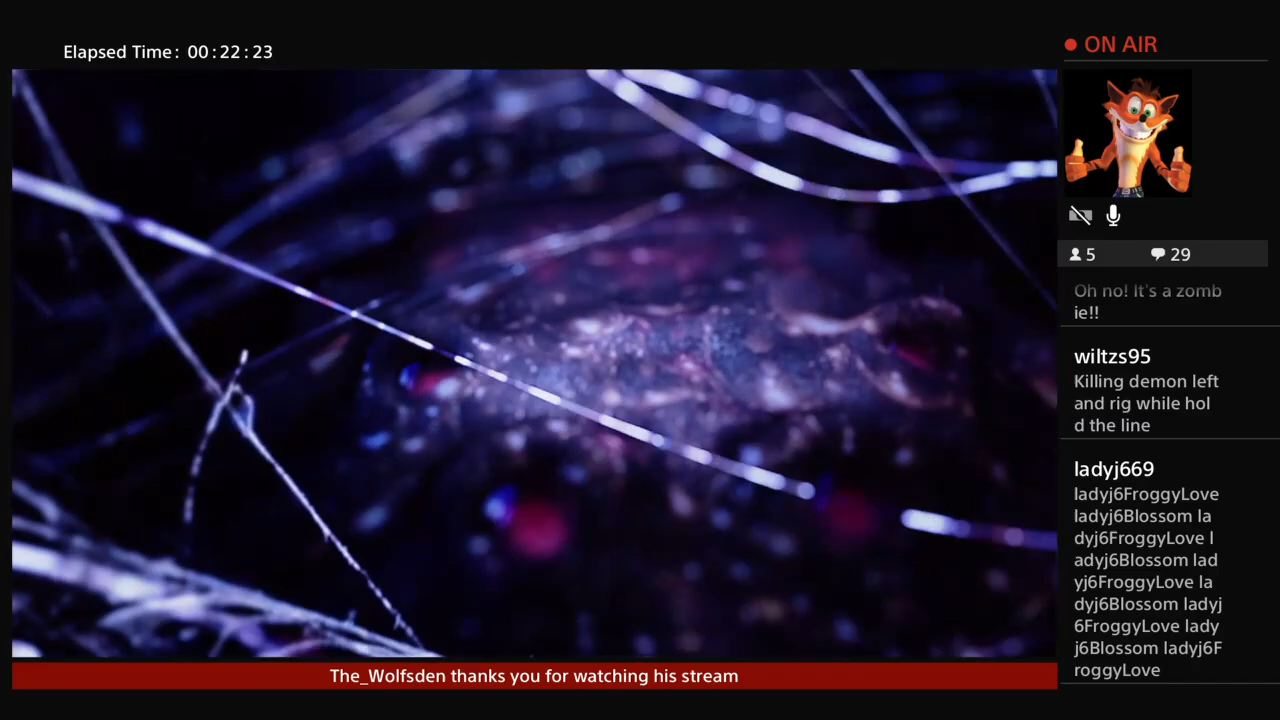 Elapsed Time: 00:22:23
ON AIR
5
29
Oh no! It's a zomb
ie!!
wiltzs95
Killing demon left
and rig while hol
d the line
ladyj669
ladyj6FroggyLove
ladyj6Blossom la
dyj6FroggyLove l
adyj6Blossom lad
yj6FroggyLove la
dyj6Blossom ladyj
6FroggyLove lady
j6Blossom ladyj6F
roggyLove
The_Wolfsden thanks you for watching his stream